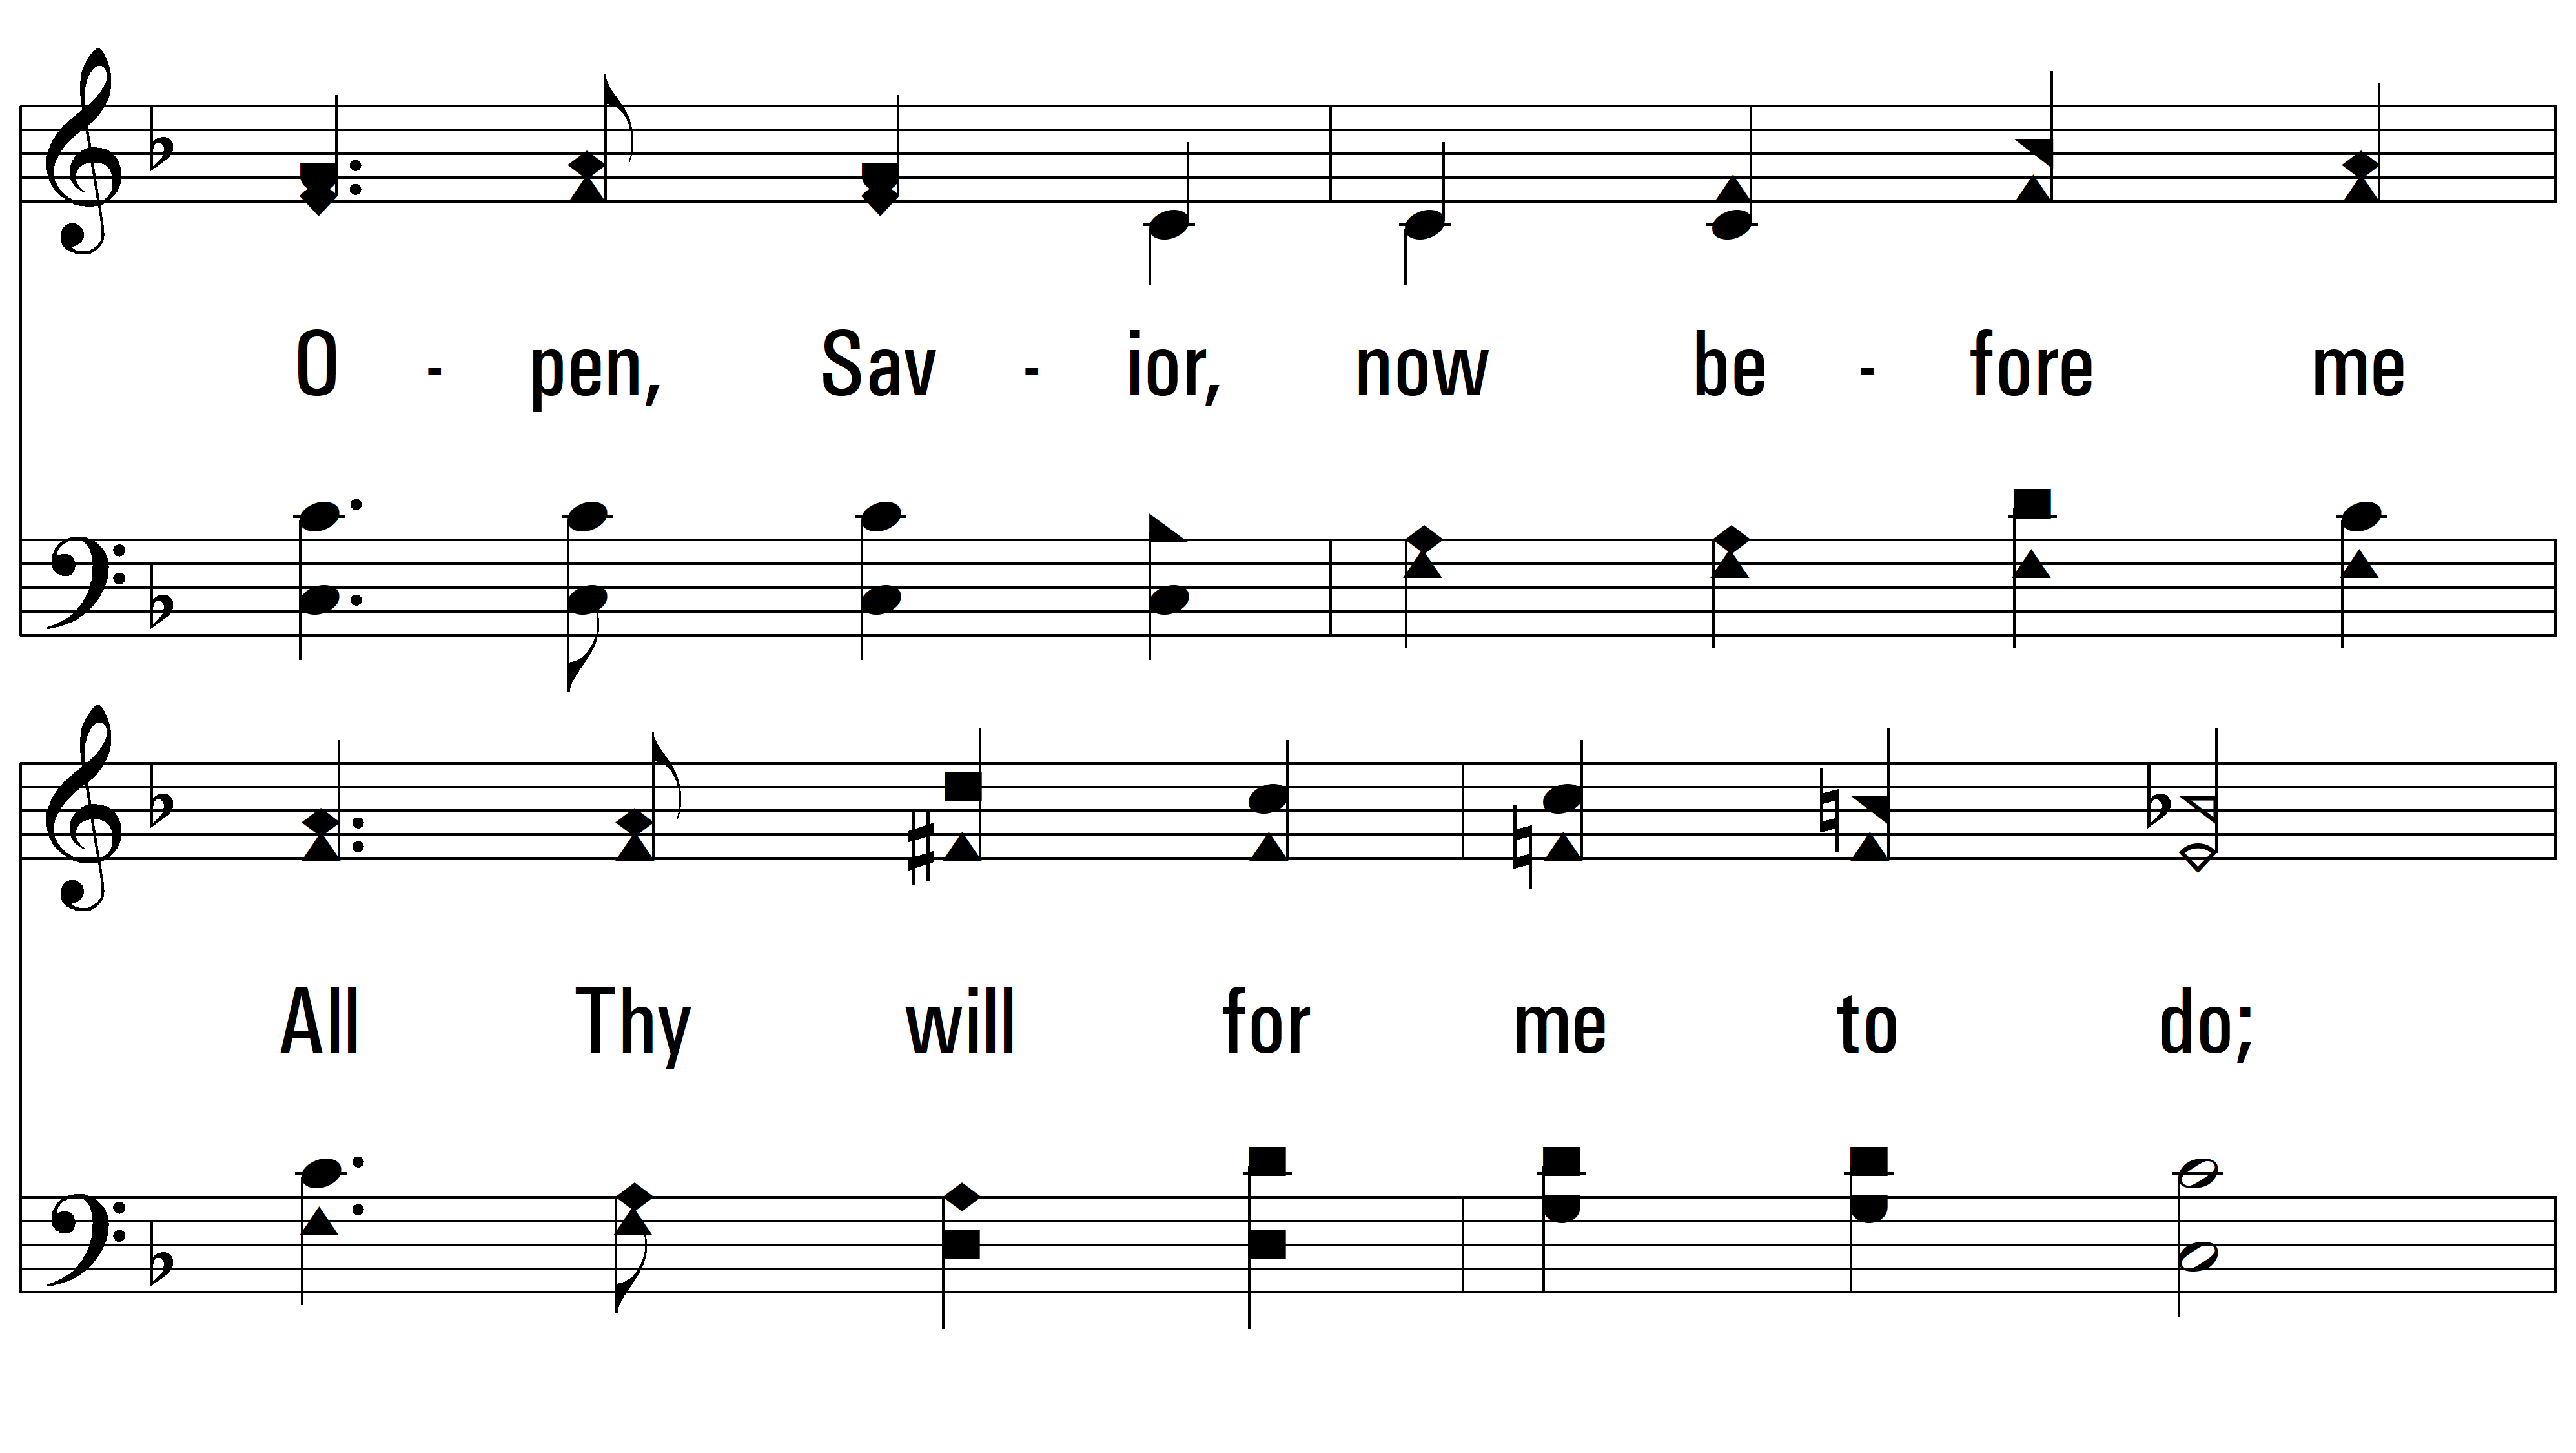 O - pen, Sav - ior, now be - fore me
All Thy will for me to do;